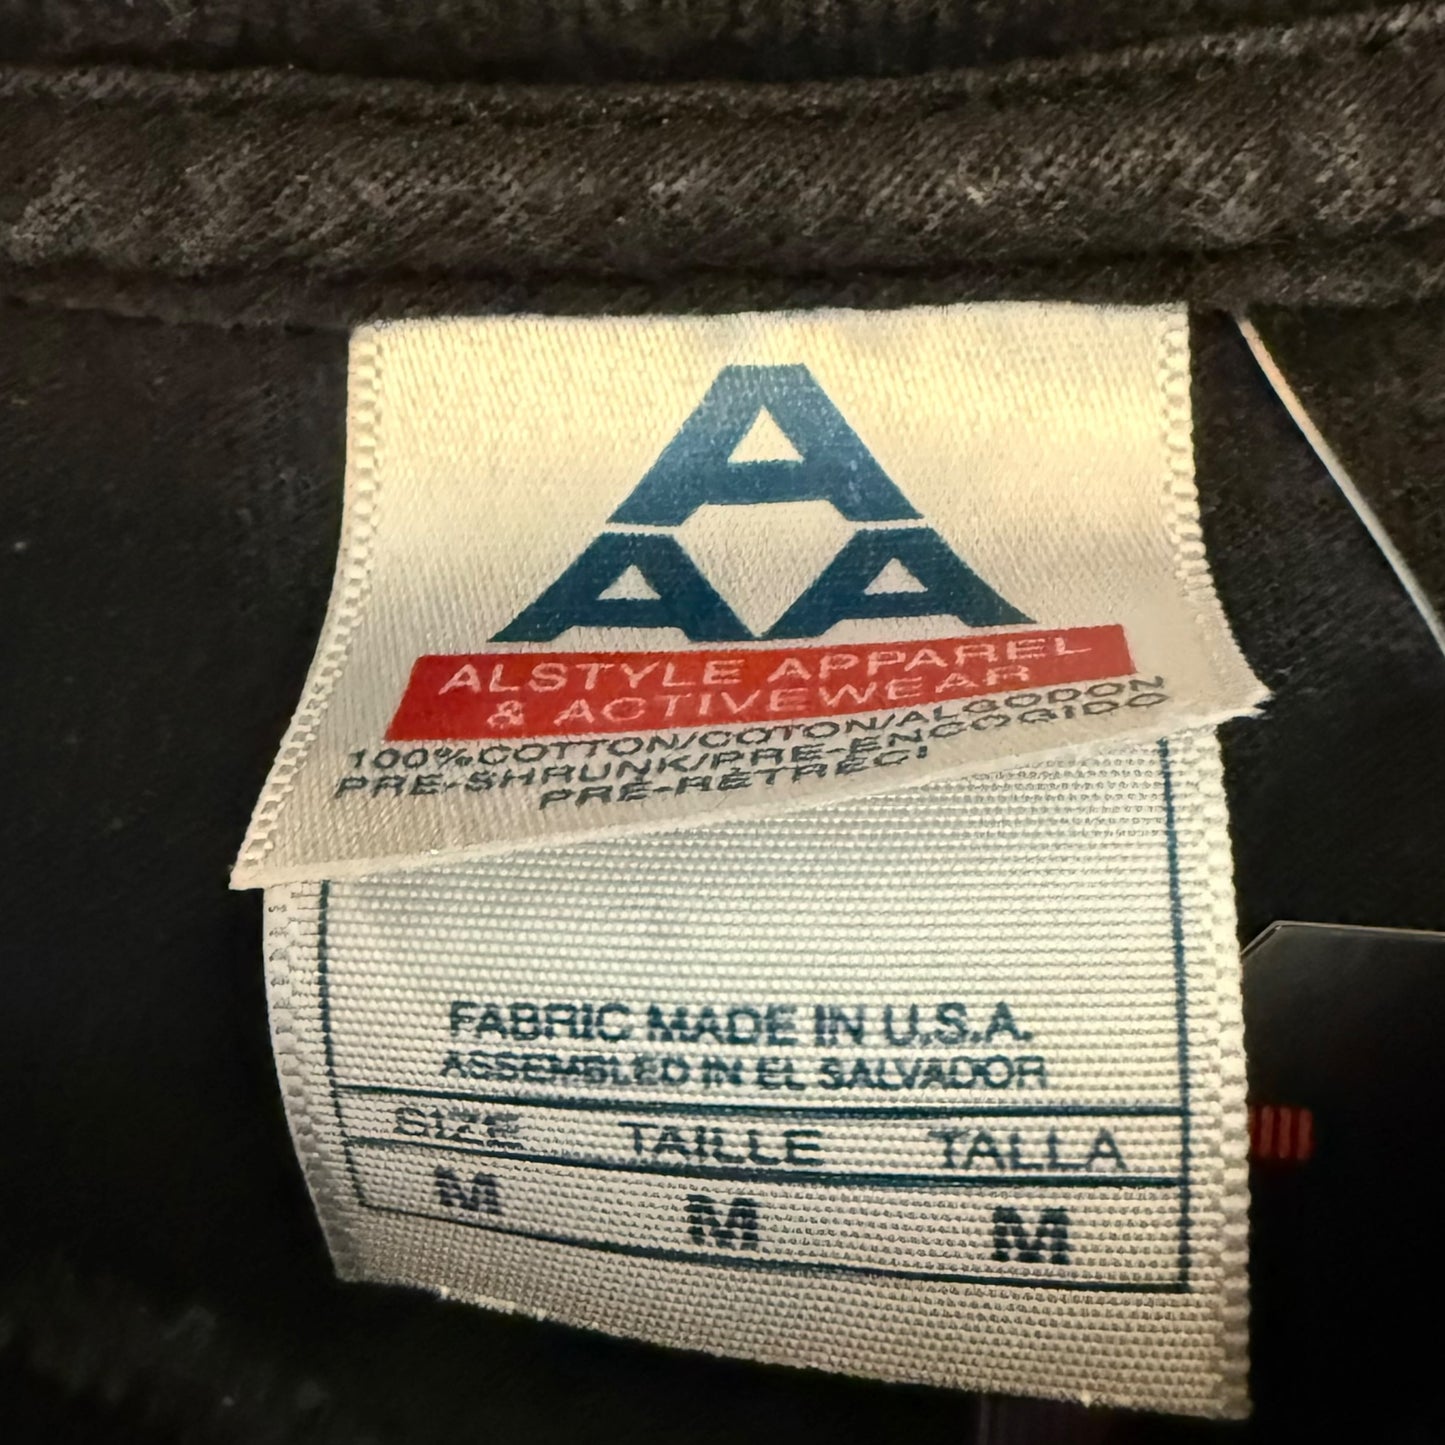 A
A A
ALSTYLE APPAREL
& ACTIVEWEAR
100% COTTON/COTON/ALGODON
PRE-SHRUNK/PRE-ENCOGIDO
PRÉ-RÉTRÉCI
FABRIC MADE IN U.S.A.
ASSEMBLED IN EL SALVADOR
SIZE TAILLE TALLA
M M M